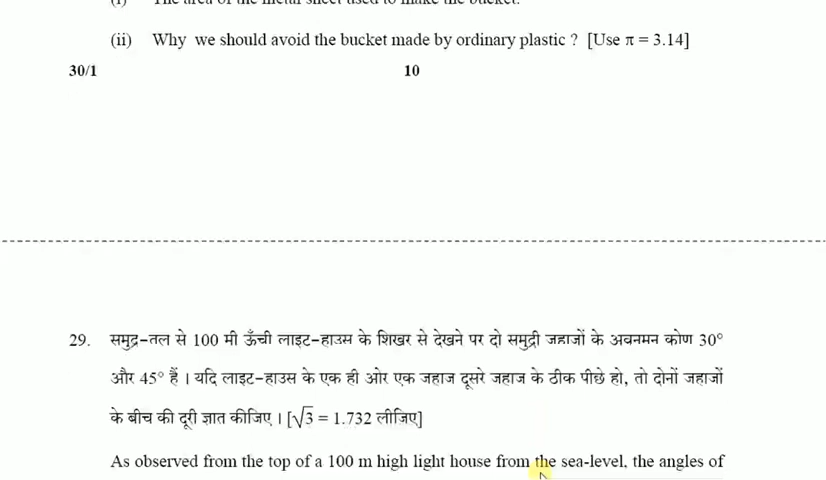 (i) The area of the metal sheet used to make the bucket.
(ii) Why we should avoid the bucket made by ordinary plastic ? [Use π = 3.14]
30/1 10
29. समुद्र-तल से 100 मी ऊँची लाइट-हाउस के शिखर से देखने पर दो समुद्री जहाजों के अवनमन कोण 30°
और 45° हैं । यदि लाइट-हाउस के एक ही ओर एक जहाज दूसरे जहाज के ठीक पीछे हो, तो दोनों जहाजों
के बीच की दूरी ज्ञात कीजिए । [√3 = 1.732 लीजिए]
As observed from the top of a 100 m high light house from the sea-level, the angles of